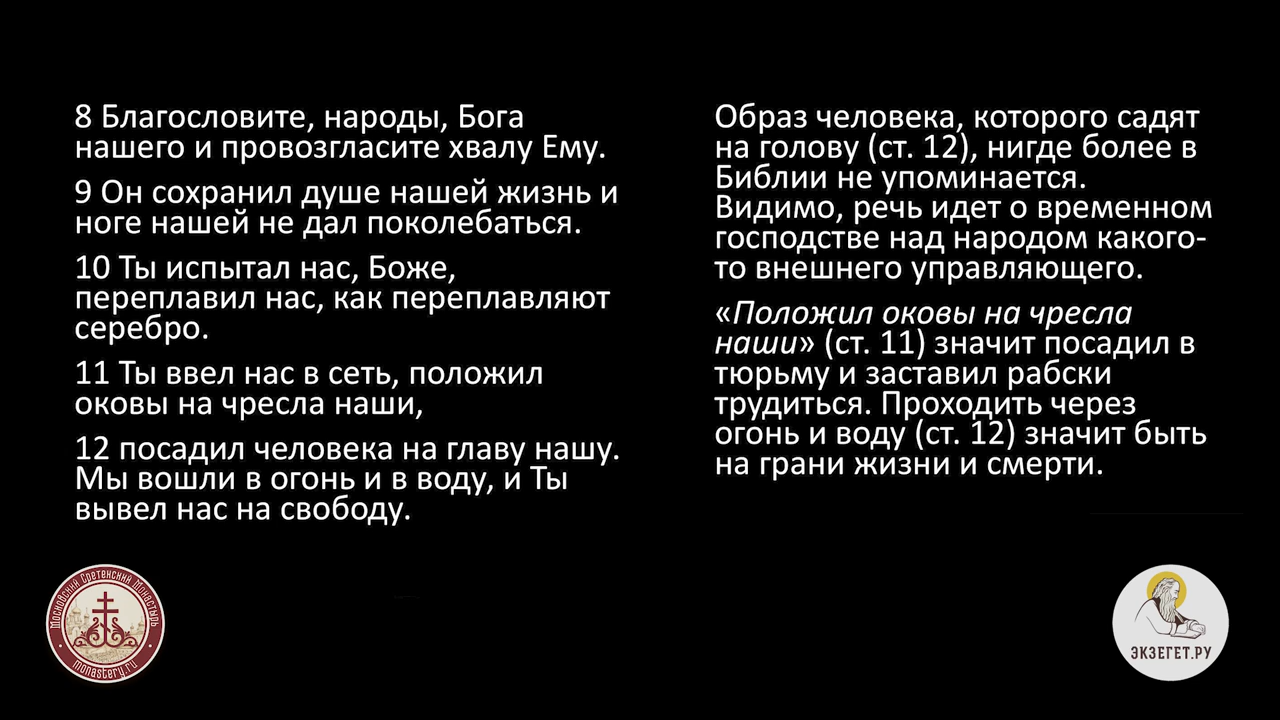 8 Благословите, народы, Бога
нашего и провозгласите хвалу Ему.
9 Он сохранил душе нашей жизнь и
ноге нашей не дал поколебаться.
10 Ты испытал нас, Боже,
переплавил нас, как переплавляют
серебро.
11 Ты ввел нас в сеть, положил
оковы на чресла наши,
12 посадил человека на главу нашу.
Мы вошли в огонь и в воду, и Ты
вывел нас на свободу.
Образ человека, которого садят
на голову (ст. 12), нигде более в
Библии не упоминается.
Видимо, речь идет о временном
господстве над народом какого-
то внешнего управляющего.
«Положил оковы на чресла
наши» (ст. 11) значит посадил в
тюрьму и заставил рабски
трудиться. Проходить через
огонь и воду (ст. 12) значит быть
на грани жизни и смерти.
Московский Сретенский Монастырь
monastery.ru
ЭКЗЕГЕТ.РУ